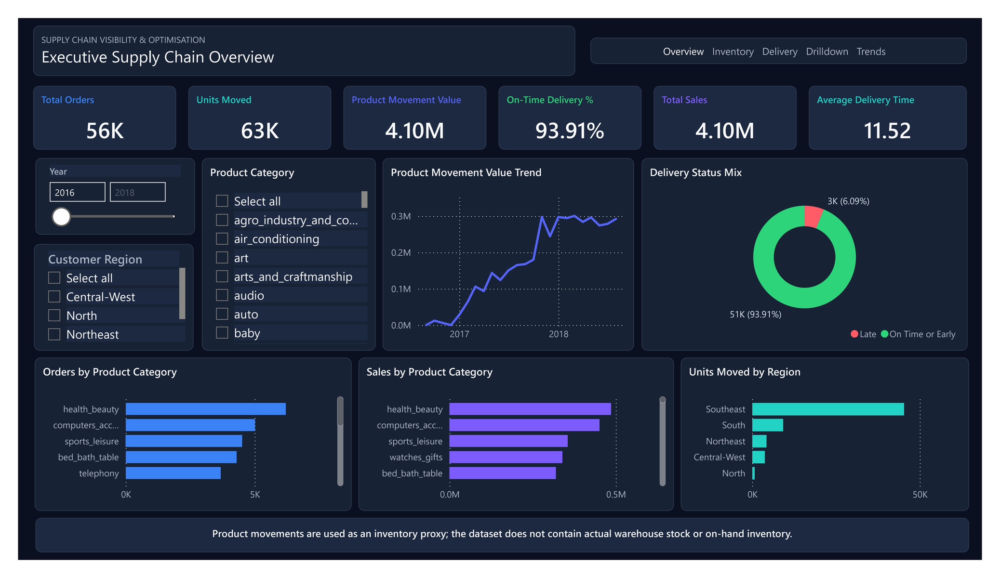 SUPPLY CHAIN VISIBILITY & OPTIMISATION
Executive Supply Chain Overview
Overview Inventory Delivery Drilldown Trends
Total Orders
56K
Units Moved
63K
Product Movement Value
4.10M
On-Time Delivery %
93.91%
Total Sales
4.10M
Average Delivery Time
11.52
Year
2016 2018
Customer Region
Select all
Central-West
North
Northeast
Product Category
Select all
agro_industry_and_co...
air_conditioning
art
arts_and_craftmanship
audio
auto
baby
Product Movement Value Trend
0.3M
0.2M
0.1M
0.0M
2017 2018
Delivery Status Mix
3K (6.09%)
51K (93.91%)
Late On Time or Early
Orders by Product Category
health_beauty
computers_acc...
sports_leisure
bed_bath_table
telephony
0K 5K
Sales by Product Category
health_beauty
computers_acc...
sports_leisure
watches_gifts
bed_bath_table
0.0M 0.5M
Units Moved by Region
Southeast
South
Northeast
Central-West
North
0K 50K
Product movements are used as an inventory proxy; the dataset does not contain actual warehouse stock or on-hand inventory.